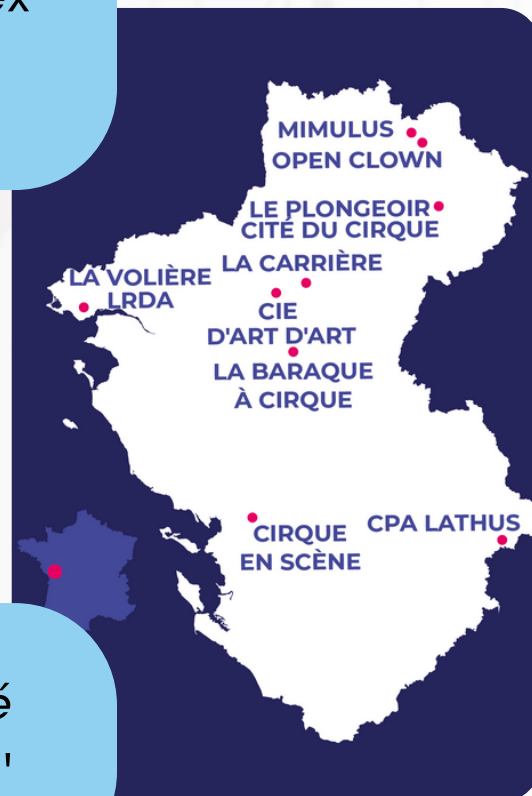 ex
MIMULUS
OPEN CLOWN
LE PLONGEOIR
CITÉ DU CIRQUE
LA CARRIÈRE
LA VOLIÈRE
LRDA
CIE
D'ART D'ART
LA BARAQUE
À CIRQUE
CIRQUE
EN SCÈNE
CPA LATHUS
é
'